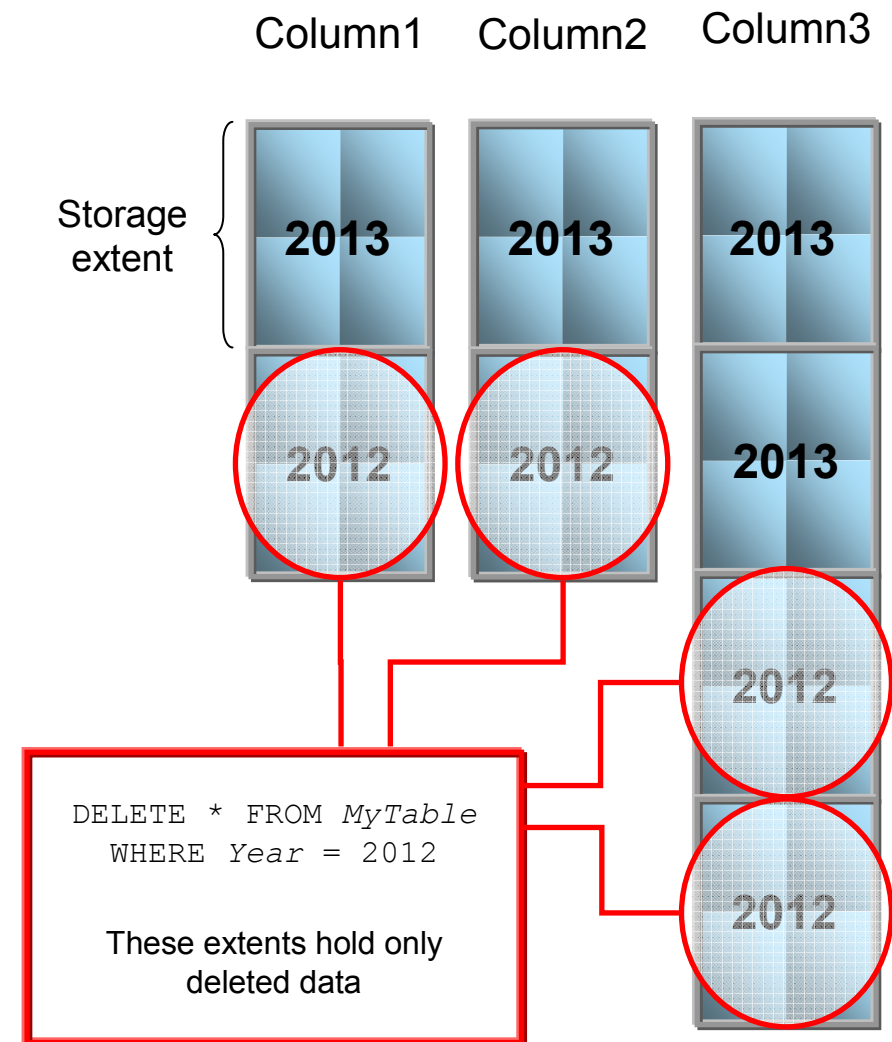 Column1 Column2 Column3
Storage
extent
2013 2013 2013
2012 2012 2013
2012
2012
DELETE * FROM MyTable
WHERE Year = 2012
These extents hold only
deleted data